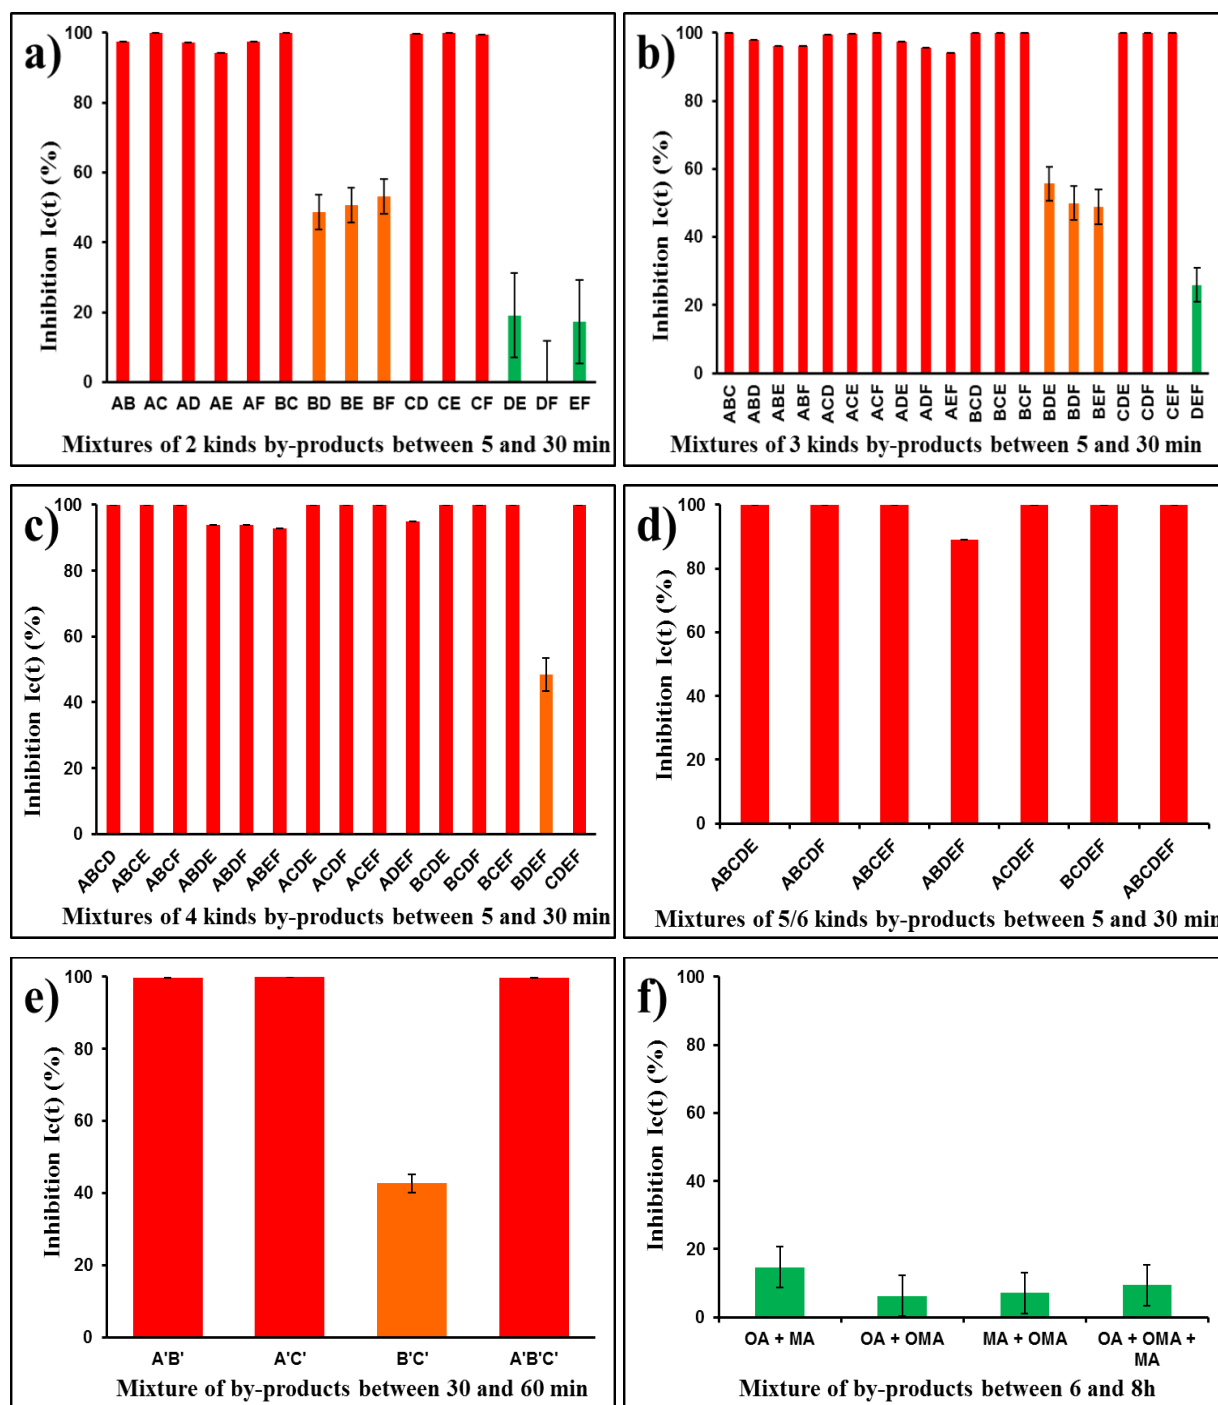 a)
Inhibition Ic(t) (%)
100
80
60
40
20
0
AB AC AD AE AF BC BD BE BF CD CE CF DE DF EF
Mixtures of 2 kinds by-products between 5 and 30 min
b)
Inhibition Ic(t) (%)
100
80
60
40
20
0
ABC ABD ABE ABF ACD ACE ACF ADE ADF AEF BCD BCE BCF BDE BDF BEF CDE CDF CEF DEF
Mixtures of 3 kinds by-products between 5 and 30 min
c)
Inhibition Ic(t) (%)
100
80
60
40
20
0
ABCD ABCE ABCF ABDE ABDF ABEF ACDE ACDF ACEF ADEF BCDE BCDF BCEF BDEF CDEF
Mixtures of 4 kinds by-products between 5 and 30 min
d)
Inhibition Ic(t) (%)
100
80
60
40
20
0
ABCDE ABCDF ABCEF ABDEF ACDEF BCDEF ABCDEF
Mixtures of 5/6 kinds by-products between 5 and 30 min
e)
Inhibition Ic(t) (%)
100
80
60
40
20
0
A'B' A'C' B'C' A'B'C'
Mixture of by-products between 30 and 60 min
f)
Inhibition Ic(t) (%)
100
80
60
40
20
0
OA + MA OA + OMA MA + OMA OA + OMA +
MA
Mixture of by-products between 6 and 8h